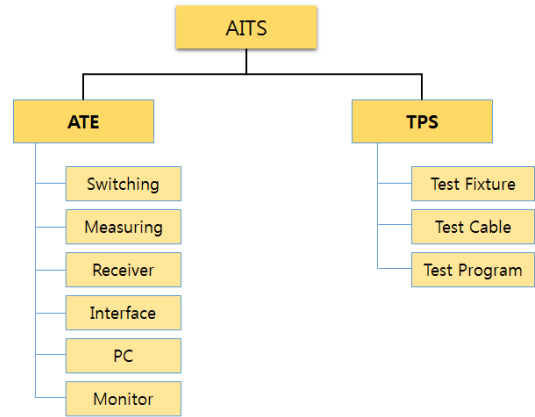 AITS
ATE
Switching
Measuring
Receiver
Interface
PC
Monitor
TPS
Test Fixture
Test Cable
Test Program